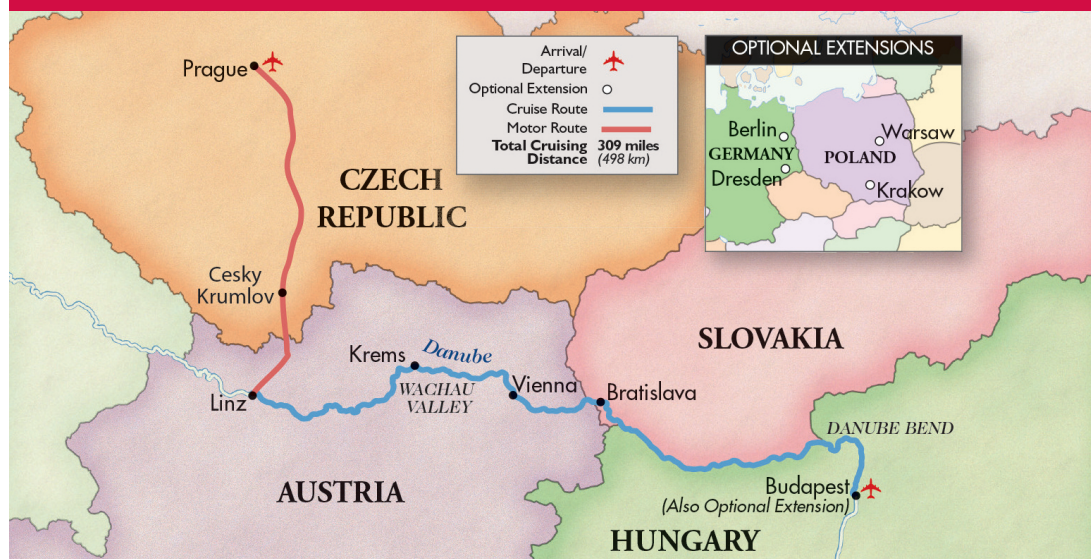 Prague
Cesky
Krumlov
CZECH
REPUBLIC
Arrival/
Departure
Optional Extension
Cruise Route
Motor Route
Total Cruising 309 miles
Distance (498 km)
OPTIONAL EXTENSIONS
Berlin
GERMANY
Dresden
POLAND
Warsaw
Krakow
Linz
Krems
Danube
WACHAU
VALLEY
Vienna
Bratislava
SLOVAKIA
AUSTRIA
DANUBE BEND
Budapest
(Also Optional Extension)
HUNGARY